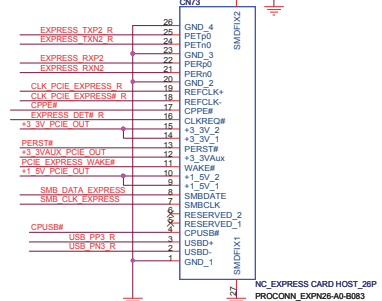 CN73
26 GND_4 SMDFIX2
EXPRESS_TXP2_R 25 PETp0
EXPRESS_TXN2_R 24 PETn0
23 GND_3
EXPRESS_RXP2 22 PERp0
EXPRESS_RXN2 21 PERn0
20 GND_2
CLK_PCIE_EXPRESS_R 19 REFCLK+
CLK_PCIE_EXPRESS#_R 18 REFCLK-
CPPE# 17 CPPE#
EXPRESS_DET#_R 16 CLKREQ#
+3_3V_PCIE_OUT 15 +3_3V_2
14 +3_3V_1
PERST# 13 PERST#
+3_3VAUX_PCIE_OUT 12 +3_3VAux
PCIE_EXPRESS_WAKE# 11 WAKE#
+1_5V_PCIE_OUT 10 +1_5V_2
9 +1_5V_1
SMB_DATA_EXPRESS 8 SMBDATE
SMB_CLK_EXPRESS 7 SMBCLK
6 RESERVED_2
5 RESERVED_1
CPUSB# 4 CPUSB#
USB_PP3_R 3 USBD+
USB_PN3_R 2 USBD-
1 GND_1 SMDFIX1
27
NC_EXPRESS CARD HOST_26P
PROCONN_EXPN26-A0-B083